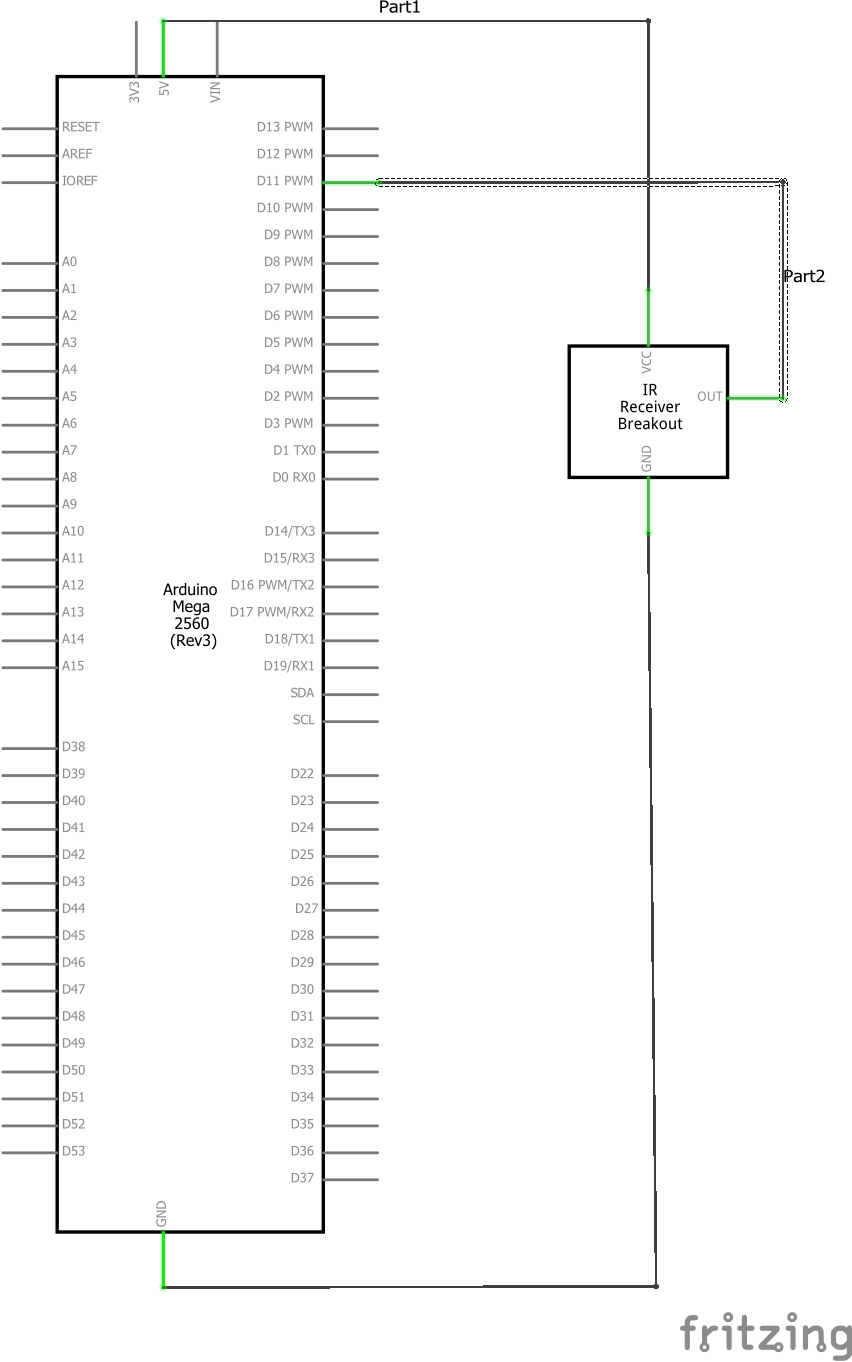 Part1
3V3
5V
VIN
RESET
AREF
IOREF
A0
A1
A2
A3
A4
A5
A6
A7
A8
A9
A10
A11
A12
A13
A14
A15
D38
D39
D40
D41
D42
D43
D44
D45
D46
D47
D48
D49
D50
D51
D52
D53
Arduino
Mega
2560
(Rev3)
D13 PWM
D12 PWM
D11 PWM
D10 PWM
D9 PWM
D8 PWM
D7 PWM
D6 PWM
D5 PWM
D4 PWM
D2 PWM
D3 PWM
D1 TX0
D0 RX0
D14/TX3
D15/RX3
D16 PWM/TX2
D17 PWM/RX2
D18/TX1
D19/RX1
SDA
SCL
D22
D23
D24
D25
D26
D27
D28
D29
D30
D31
D32
D33
D34
D35
D36
D37
GND
Part2
VCC
IR
Receiver
Breakout
OUT
GND
fritzing